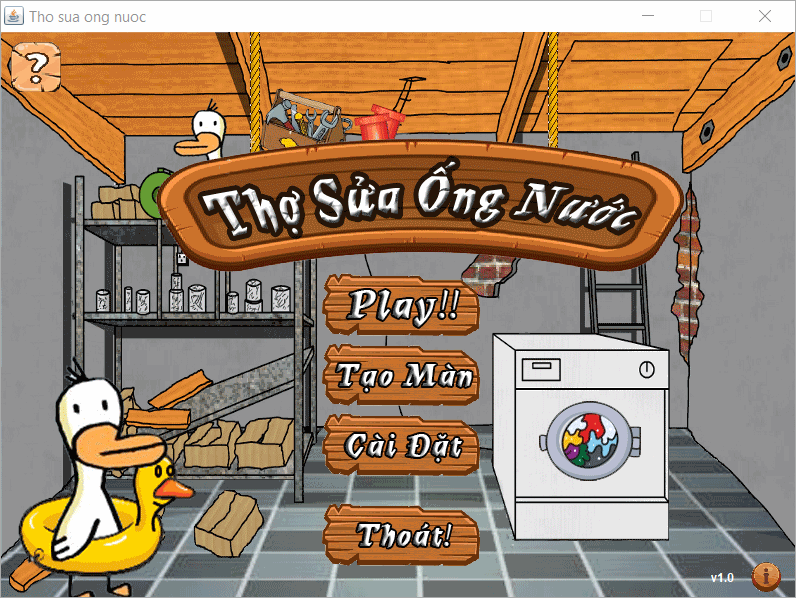 Tho sua ong nuoc
?
Thợ Sửa Ống Nước
Play!!
Tạo Màn
Cài Đặt
Thoát!
v1.0
i